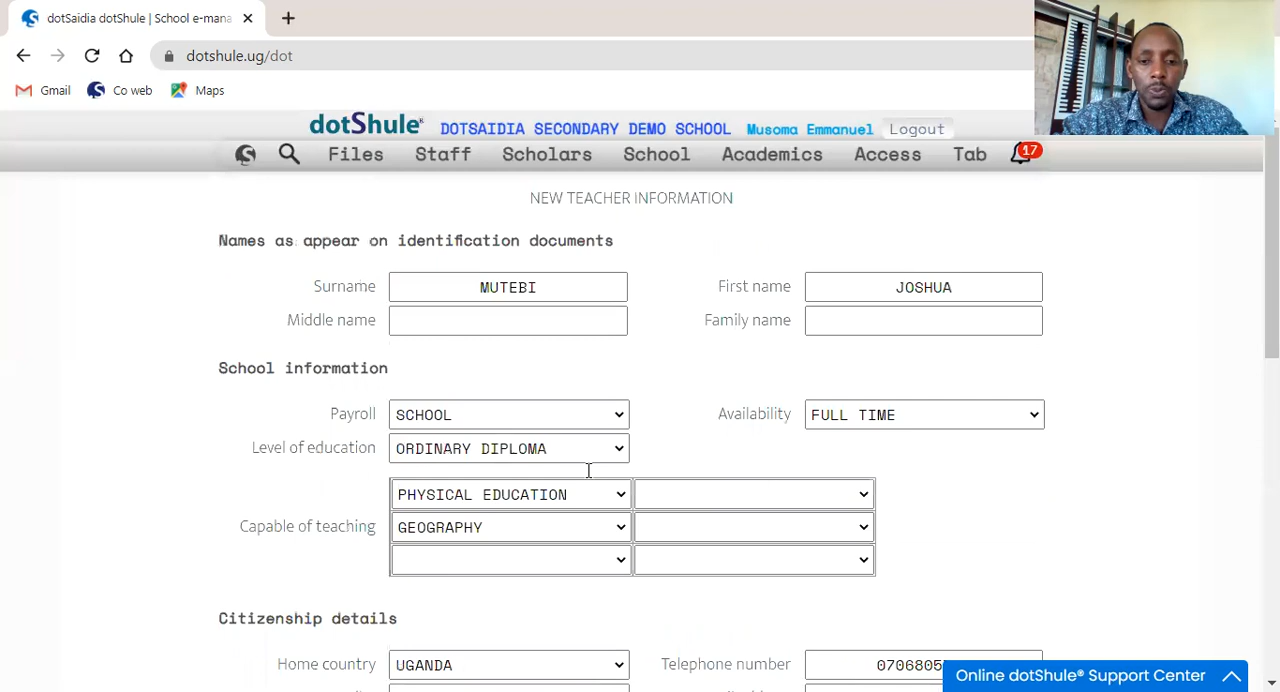 dotSaidia dotShule | School e-mana
dotshule.ug/dot
Gmail Co web Maps
dotShule® DOTSAIDIA SECONDARY DEMO SCHOOL Musoma Emmanuel Logout
Files Staff Scholars School Academics Access Tab 17
NEW TEACHER INFORMATION
Names as appear on identification documents
Surname MUTEBI First name JOSHUA
Middle name Family name
School information
Payroll SCHOOL Availability FULL TIME
Level of education ORDINARY DIPLOMA
PHYSICAL EDUCATION
Capable of teaching GEOGRAPHY
Citizenship details
Home country UGANDA Telephone number 0706805
Online dotShule® Support Center